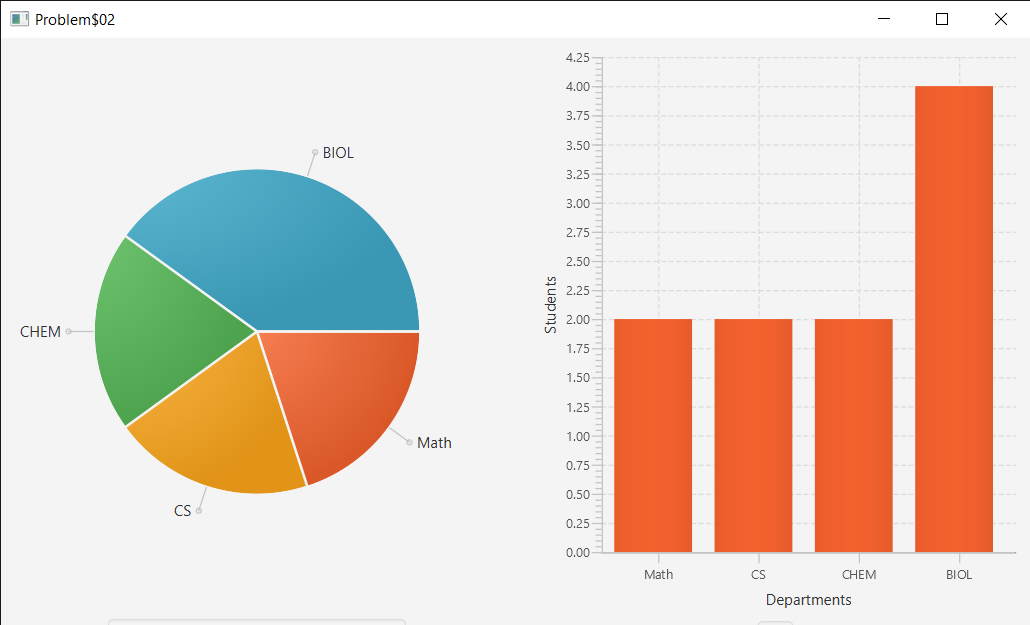 Problem$02
BIOL
CHEM
Math
CS
4.25
4.00
3.75
3.50
3.25
3.00
2.75
2.50
2.25
2.00
1.75
1.50
1.25
1.00
0.75
0.50
0.25
0.00
Students
Math CS CHEM BIOL
Departments